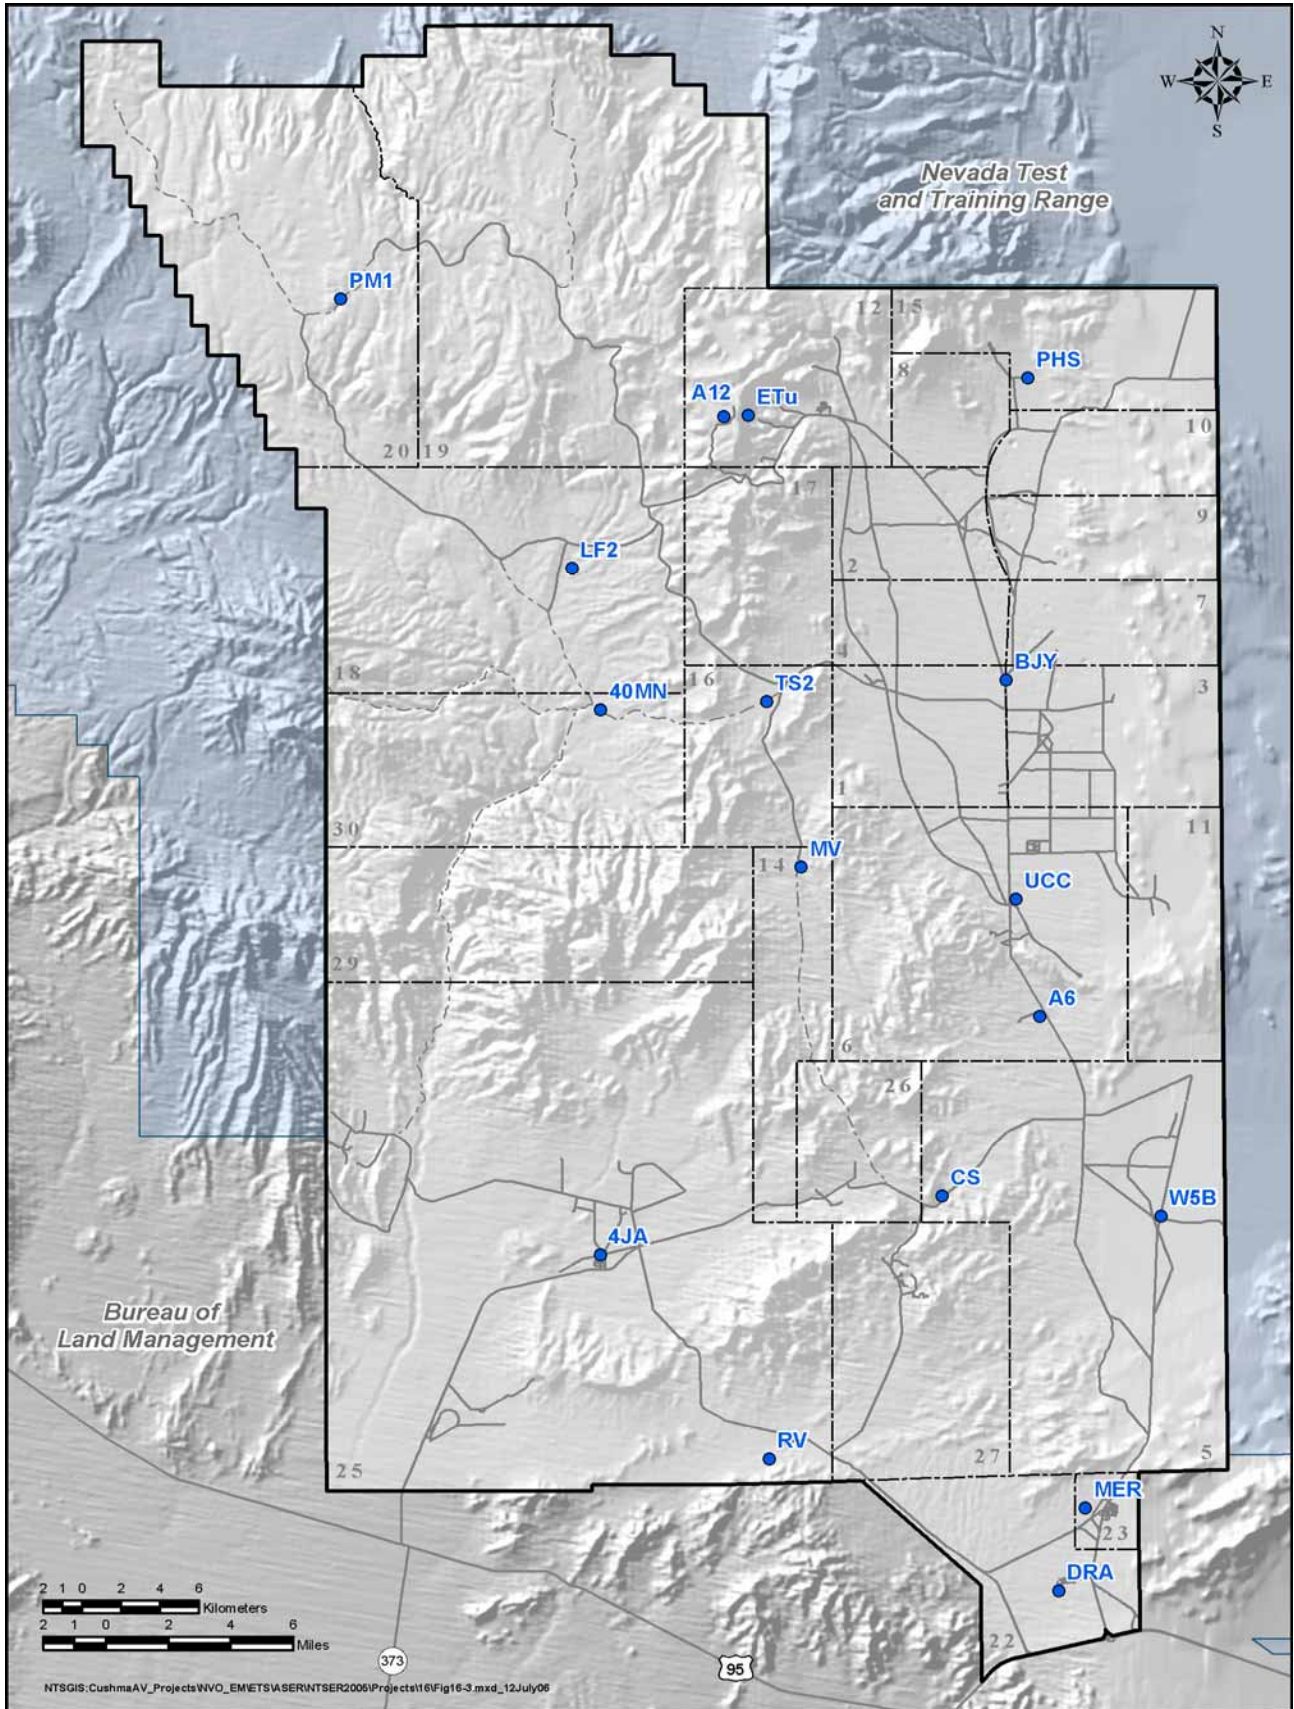 N
W E
S
Nevada Test
and Training Range
PM1
12 15
PHS
8
A12 ETu
10
20 19
17
9
LF2
2
7
4
BJY
18
16
3
40MN
TS2
1
30
11
MV
14
UCC
29
A6
6
26
CS
W5B
4JA
Bureau of
Land Management
RV
25
27
5
MER
23
DRA
22
2 1 0 2 4 6
Kilometers
2 1 0 2 4 6
Miles
373
95
NTSGIS:CushmaAV_Projects\NVO_EM\ETS\ASER\NTSER2005\Projects\16\Fig16-3.mxd_12July06